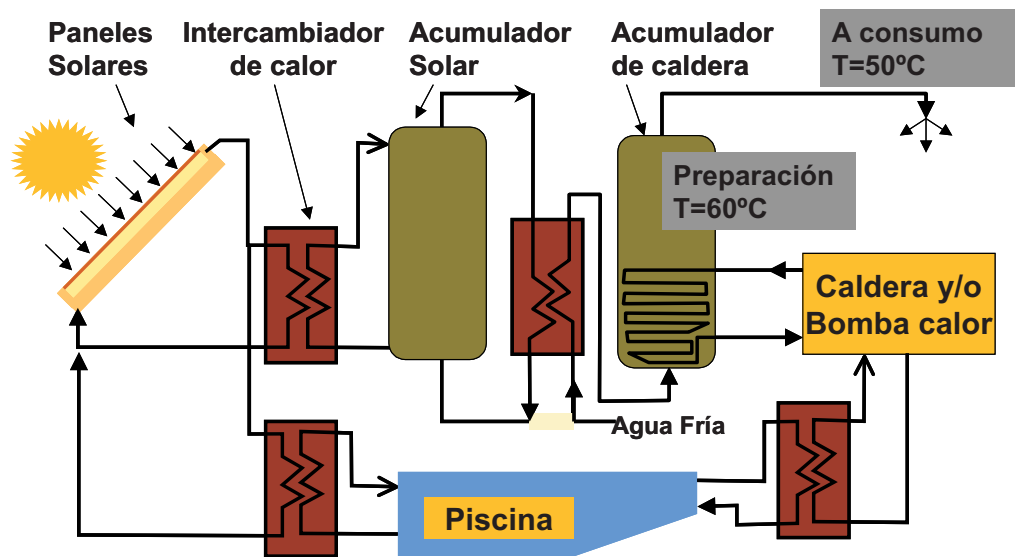 Paneles
Solares
Intercambiador
de calor
Acumulador
Solar
Acumulador
de caldera
A consumo
T=50ºC
Preparación
T=60ºC
Caldera y/o
Bomba calor
Agua Fría
Piscina